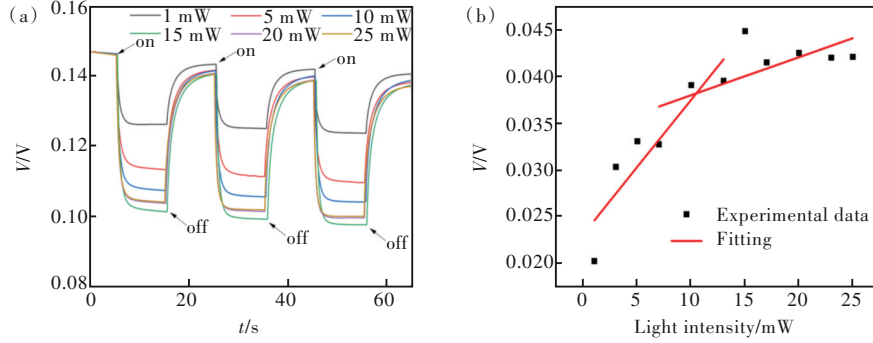 (a)
1 mW 5 mW 10 mW
15 mW 20 mW 25 mW
0.16
0.14
0.12
0.10
0.08
V/V
on
on
on
off
off
off
0 20 40 60
t/s
(b)
0.045
0.040
0.035
0.030
0.025
0.020
V/V
Experimental data
Fitting
0 5 10 15 20 25
Light intensity/mW